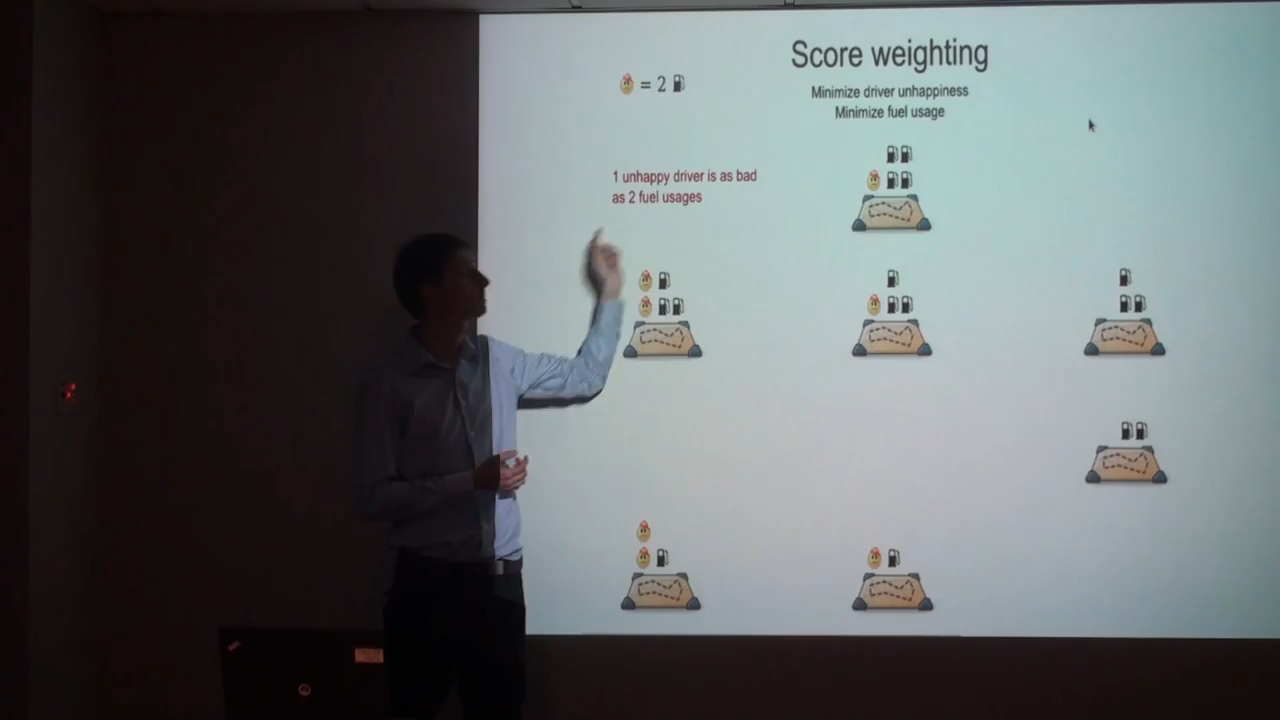 Score weighting
= 2
Minimize driver unhappiness
Minimize fuel usage
1 unhappy driver is as bad
as 2 fuel usages